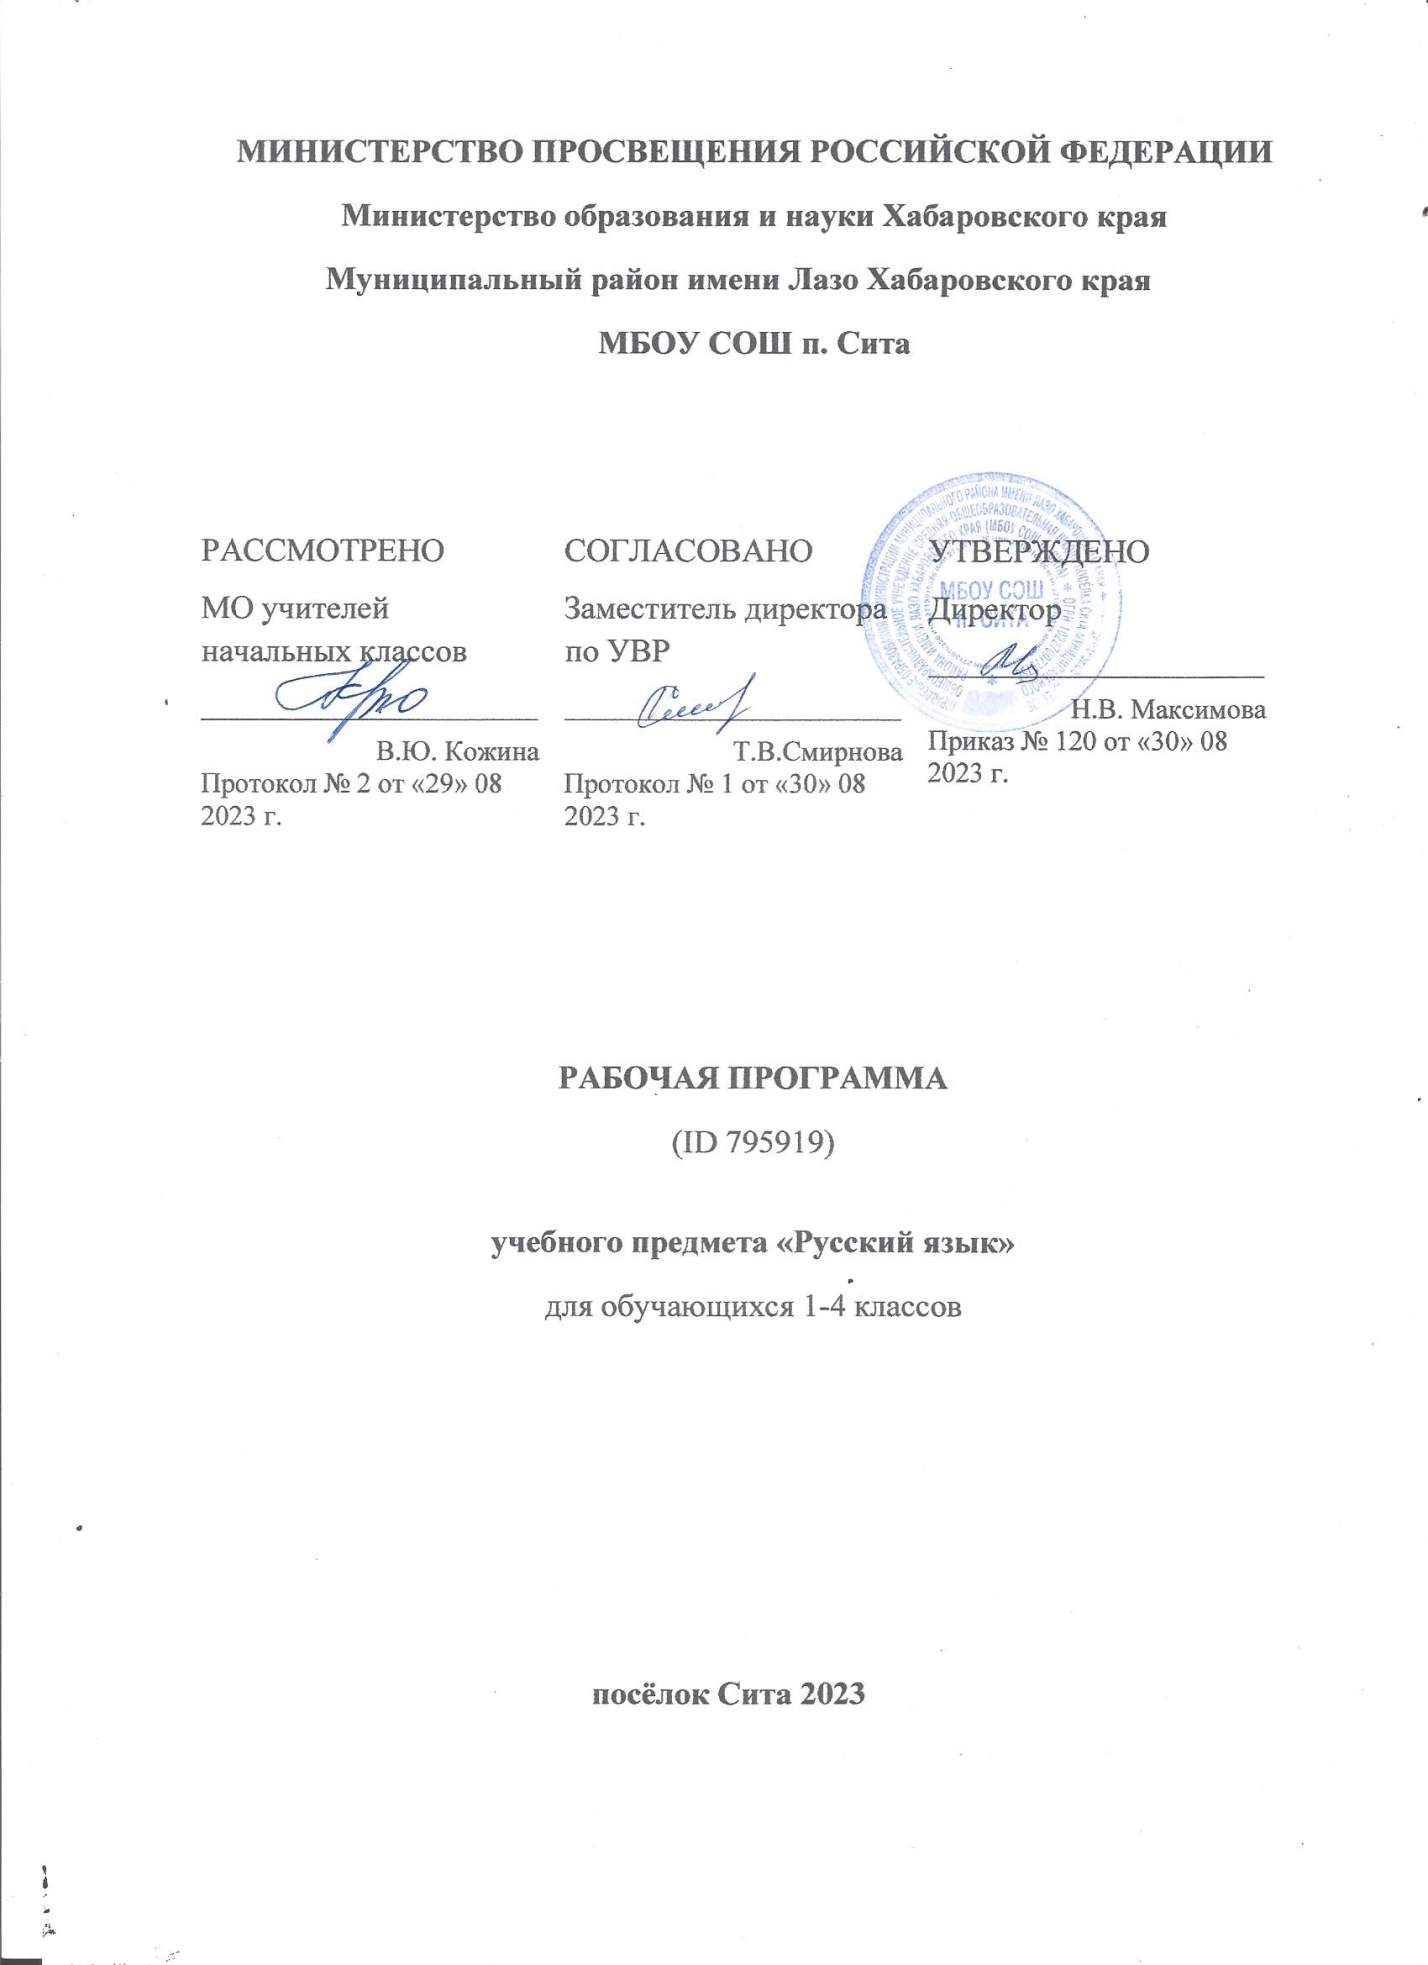 МИНИСТЕРСТВО ПРОСВЕЩЕНИЯ РОССИЙСКОЙ ФЕДЕРАЦИИ
Министерство образования и науки Хабаровского края
Муниципальный район имени Лазо Хабаровского края
МБОУ СОШ п. Сита
РАССМОТРЕНО
МО учителей
начальных классов
В.Ю. Кожина
Протокол № 2 от «29» 08
2023 г.
СОГЛАСОВАНО
Заместитель директора
по УВР
Т.В.Смирнова
Протокол № 1 от «30» 08
2023 г.
УТВЕРЖДЕНО
Директор
Н.В. Максимова
Приказ № 120 от «30» 08
2023 г.
МБОУ СОШ
п. СИТА
РАБОЧАЯ ПРОГРАММА
(ID 795919)
учебного предмета «Русский язык»
для обучающихся 1-4 классов
посёлок Сита 2023